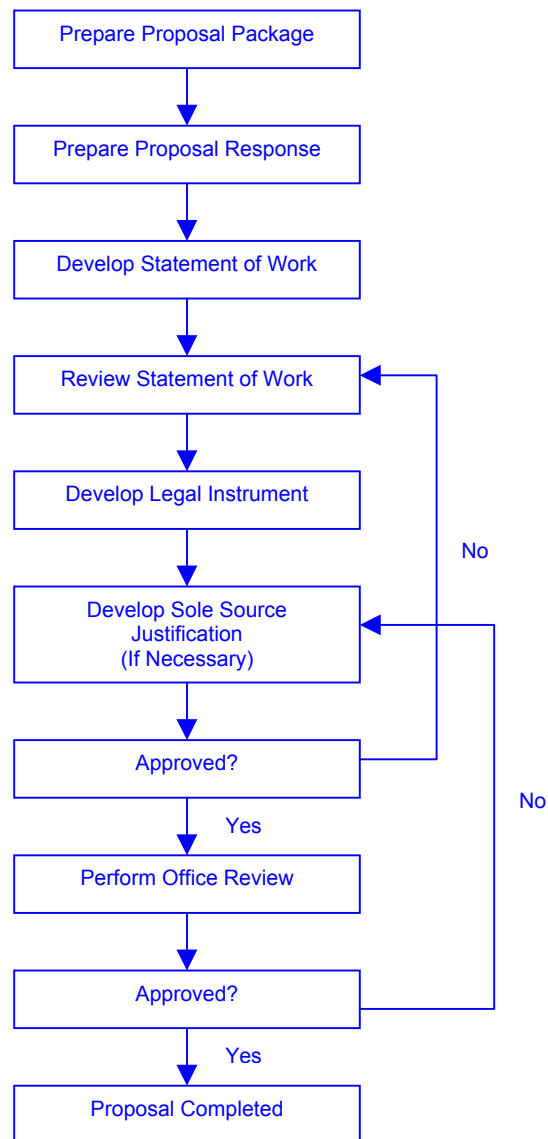 Prepare Proposal Package
Prepare Proposal Response
Develop Statement of Work
Review Statement of Work
Develop Legal Instrument
No
Develop Sole Source
Justification
(If Necessary)
Approved?
No
Yes
Perform Office Review
Approved?
Yes
Proposal Completed